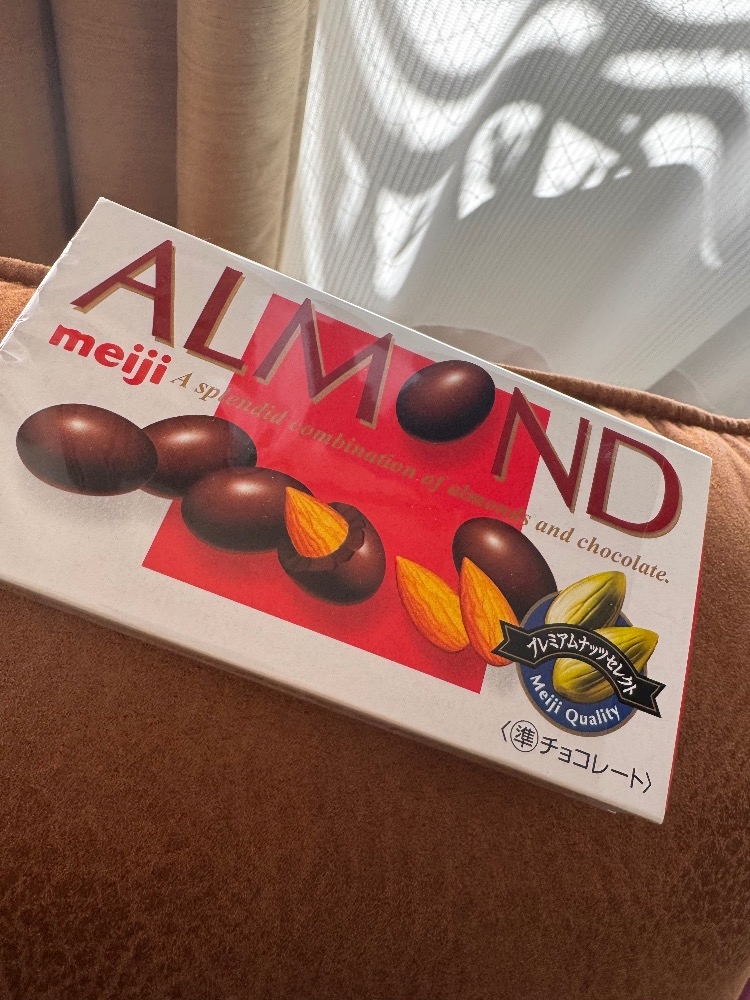 ALMOND
meiji
A splendid combination of almonds and chocolate.
プレミアムナッツセレクト
Meiji Quality
〈㊜チョコレート〉